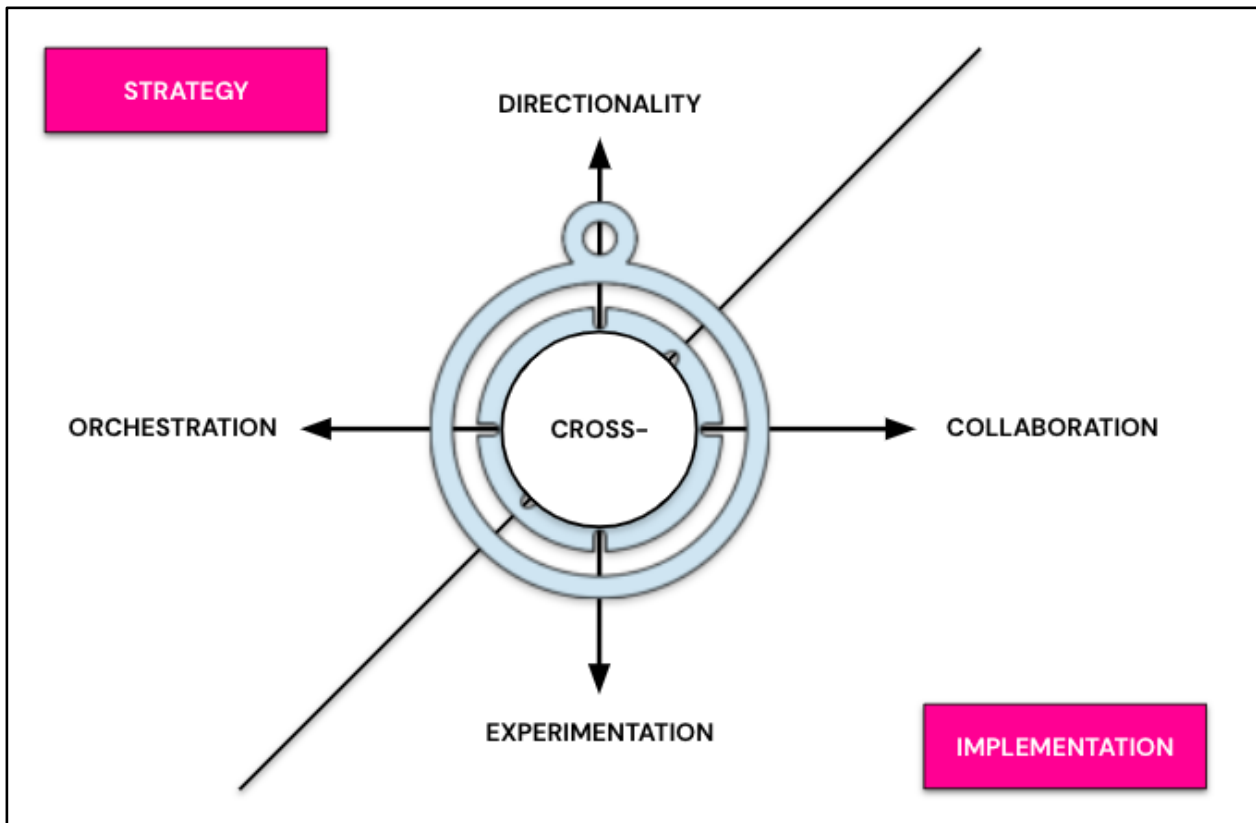 STRATEGY
DIRECTIONALITY
ORCHESTRATION
CROSS-
COLLABORATION
EXPERIMENTATION
IMPLEMENTATION